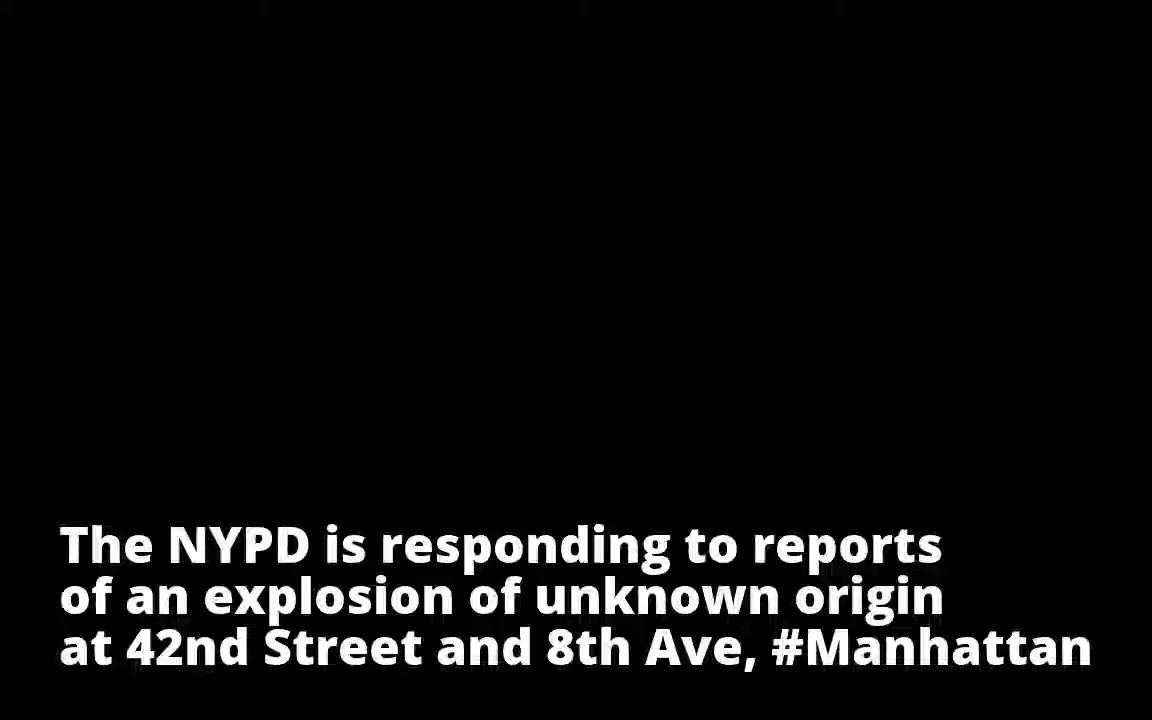 The NYPD is responding to reports
of an explosion of unknown origin
at 42nd Street and 8th Ave, #Manhattan